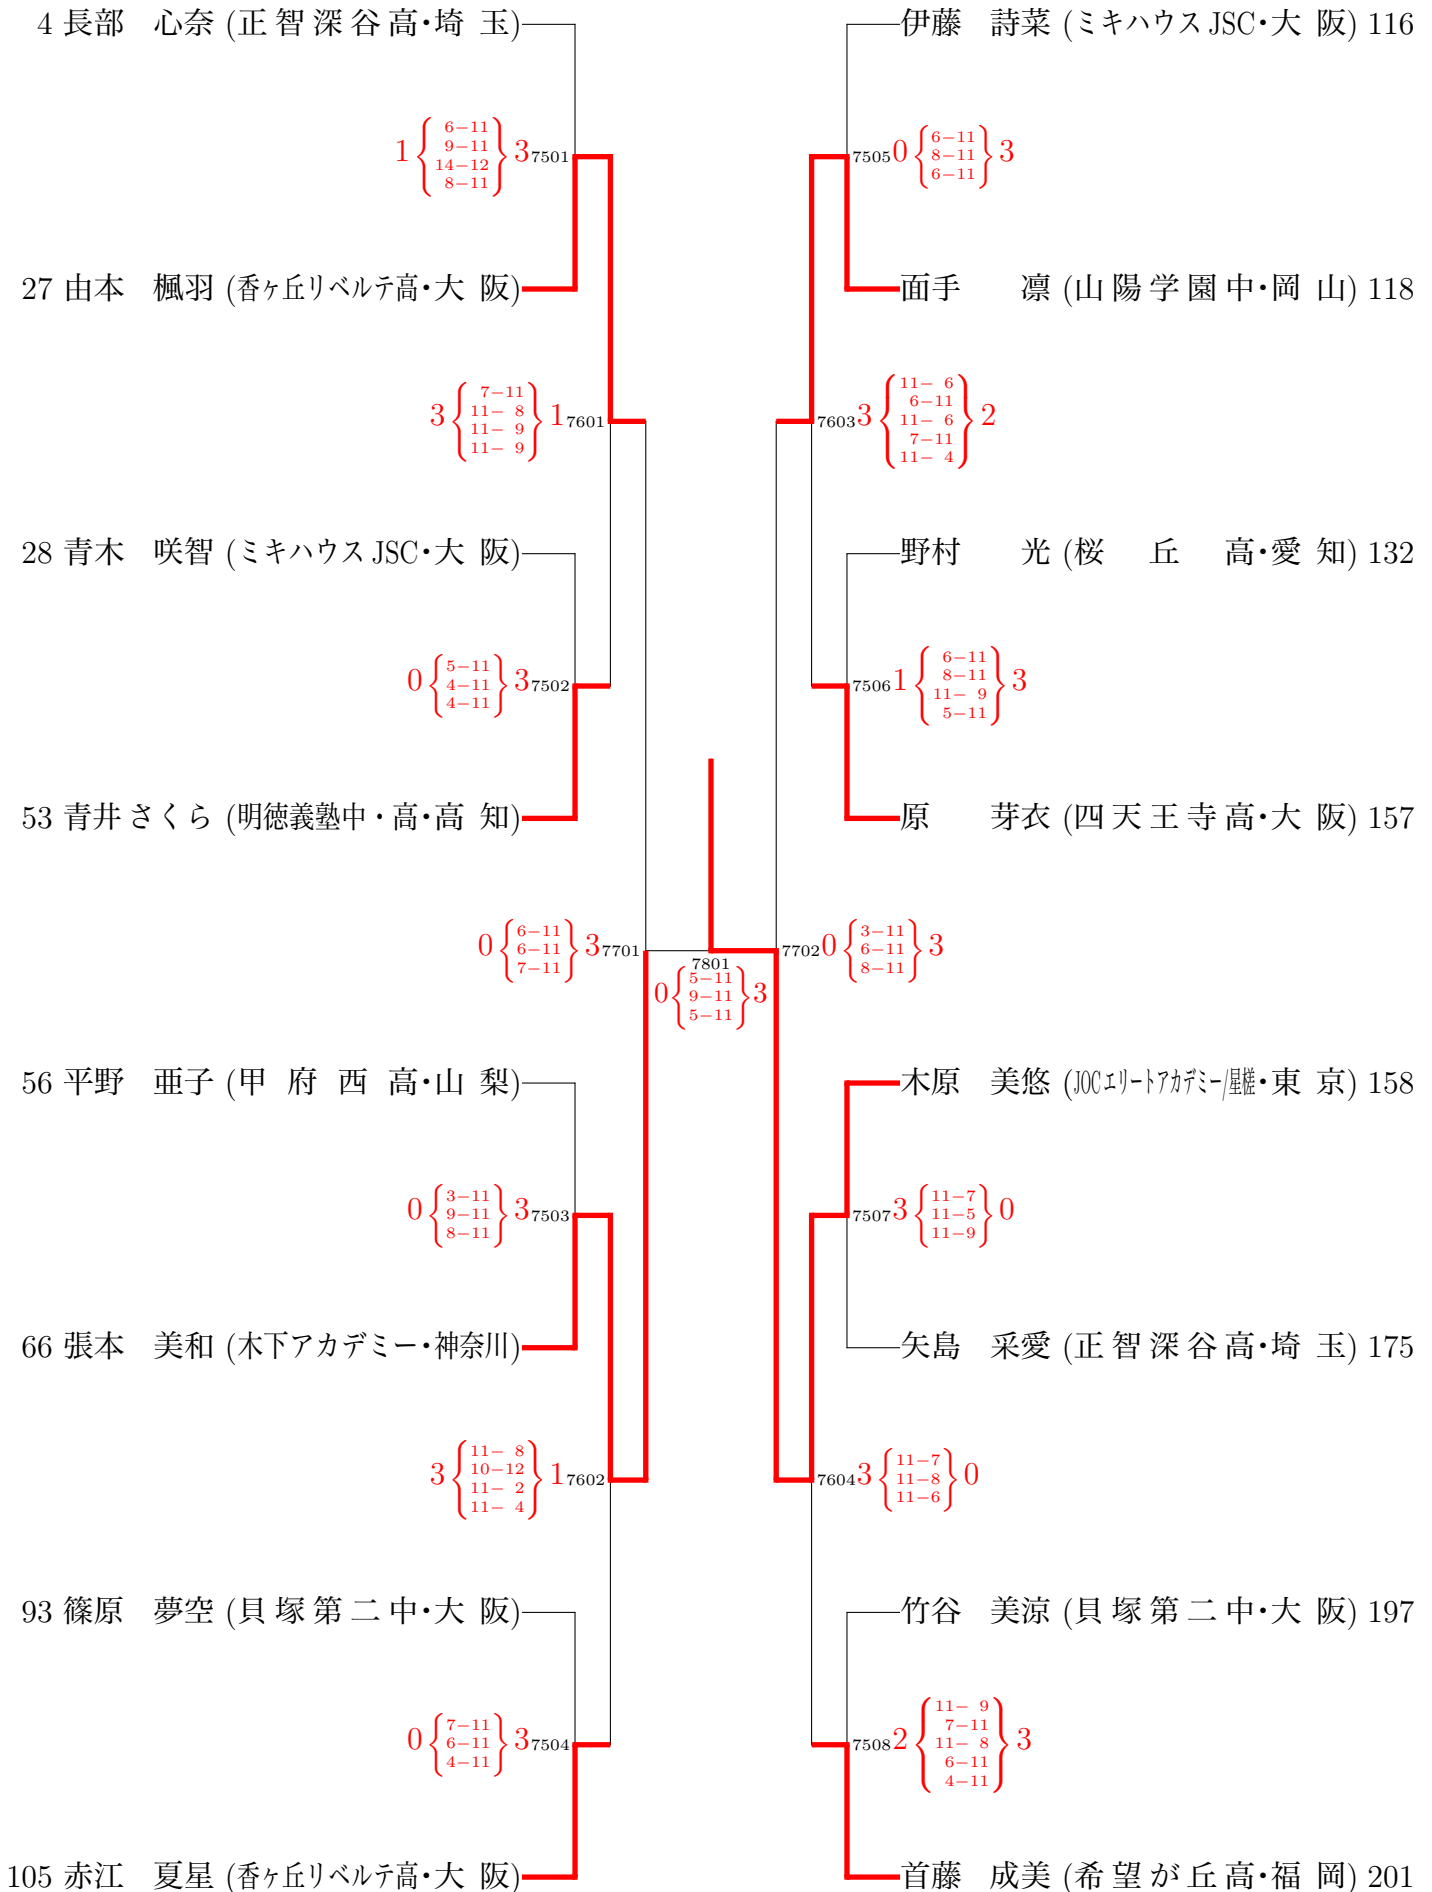 4 長部 心奈 (正智深谷高・埼 玉)
1 3 7501
6-11
9-11
14-12
8-11
27 由本 楓羽 (香ヶ丘リベルテ高・大 阪)
3 1 7601
7-11
11- 8
11- 9
11- 9
28 青木 咲智 (ミキハウスJSC・大 阪)
0 3 7502
5-11
4-11
4-11
53 青井さくら (明徳義塾中・高・高 知)
0 3 7701
6-11
6-11
7-11
56 平野 亜子 (甲府西高・山 梨)
0 3 7503
3-11
9-11
8-11
66 張本 美和 (木下アカデミー・神奈川)
3 1 7602
11- 8
10-12
11- 2
11- 4
93 篠原 夢空 (貝塚第二中・大 阪)
0 3 7504
7-11
6-11
4-11
105 赤江 夏星 (香ヶ丘リベルテ高・大 阪)
7801
0 3
5-11
9-11
5-11
伊藤 詩菜 (ミキハウスJSC・大 阪) 116
7505 0 3
6-11
8-11
6-11
面手 凛 (山陽学園中・岡 山) 118
7603 3 2
11- 6
6-11
11- 6
7-11
11- 4
野村 光 (桜丘高・愛 知) 132
7506 1 3
6-11
8-11
11- 9
5-11
原 芽衣 (四天王寺高・大 阪) 157
7702 0 3
3-11
6-11
8-11
木原 美悠 (JOCエリートアカデミー/星槎・東 京) 158
7507 3 0
11-7
11-5
11-9
矢島 采愛 (正智深谷高・埼 玉) 175
7604 3 0
11-7
11-8
11-6
竹谷 美涼 (貝塚第二中・大 阪) 197
7508 2 3
11- 9
7-11
11- 8
6-11
4-11
首藤 成美 (希望が丘高・福 岡) 201